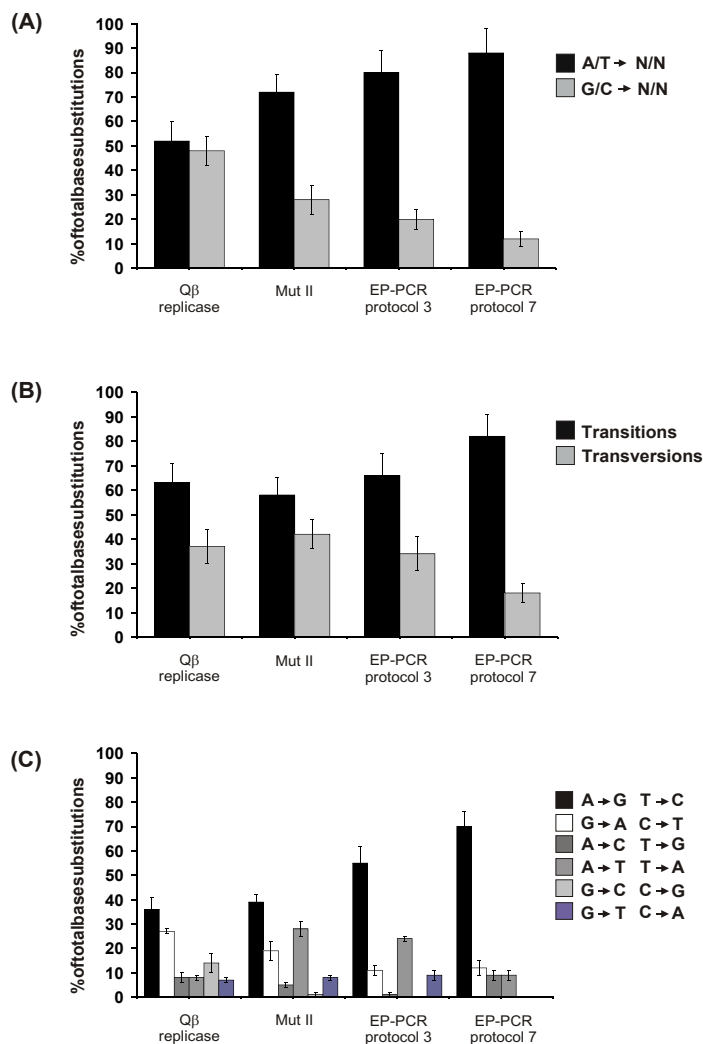 (A)
%oftotalbasesubstitutions
100
90
80
70
60
50
40
30
20
10
0
Qβ
replicase
Mut II
EP-PCR
protocol 3
EP-PCR
protocol 7
A/T → N/N
G/C → N/N
(B)
%oftotalbasesubstitutions
100
90
80
70
60
50
40
30
20
10
0
Qβ
replicase
Mut II
EP-PCR
protocol 3
EP-PCR
protocol 7
Transitions
Transversions
(C)
%oftotalbasesubstitutions
100
90
80
70
60
50
40
30
20
10
0
Qβ
replicase
Mut II
EP-PCR
protocol 3
EP-PCR
protocol 7
A→G T→C
G→A C→T
A→C T→G
A→T T→A
G→C C→G
G→T C→A